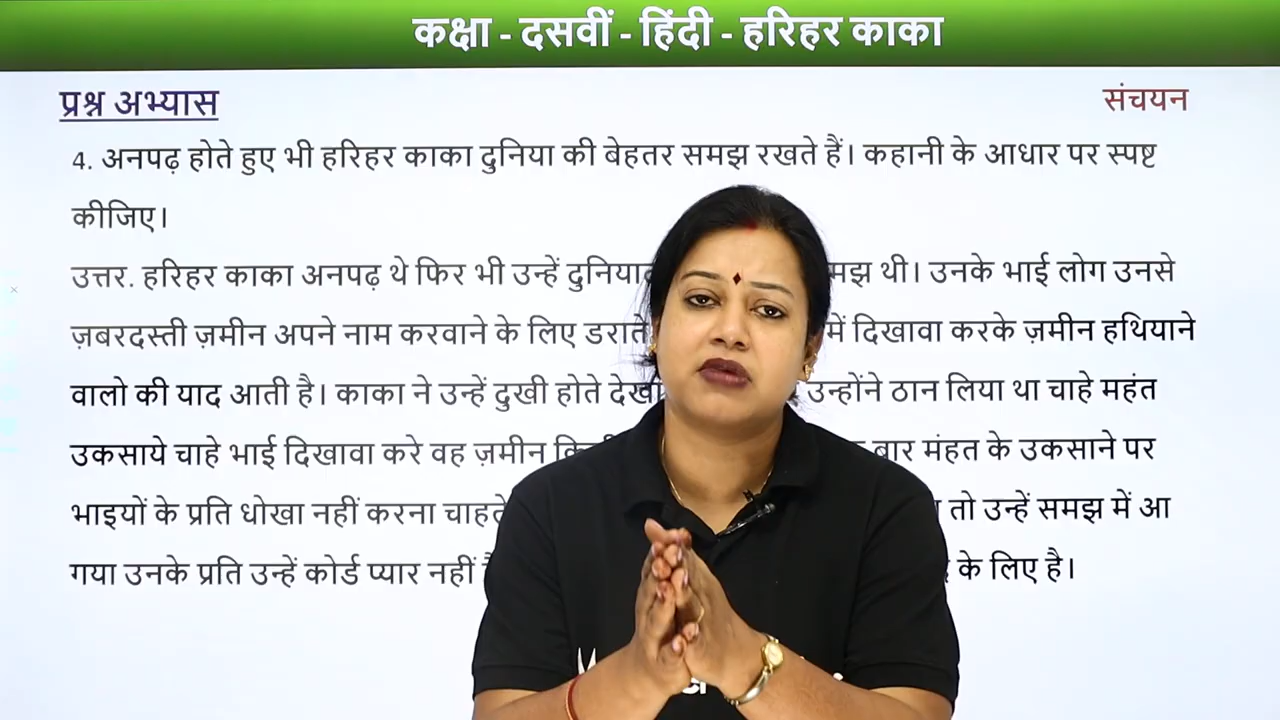 कक्षा - दसवीं - हिंदी - हरिहर काका
प्रश्न अभ्यास
संचयन
4. अनपढ़ होते हुए भी हरिहर काका दुनिया की बेहतर समझ रखते हैं। कहानी के आधार पर स्पष्ट
कीजिए।
उत्तर. हरिहर काका अनपढ़ थे फिर भी उन्हें थी। उनके भाई लोग उनसे
ज़बरदस्ती ज़मीन अपने नाम करवाने के लिए डराते में दिखावा करके ज़मीन हथियाने
वालो की याद आती है। काका ने उन्हें दुखी होते देखा उन्होंने ठान लिया था चाहे महंत
उकसाये चाहे भाई दिखावा करे वह ज़मीन बार मंहत के उकसाने पर
भाइयों के प्रति धोखा नहीं करना तो उन्हें समझ में आ
गया उनके प्रति उन्हें कोर्ड प्यार नहीं के लिए है।